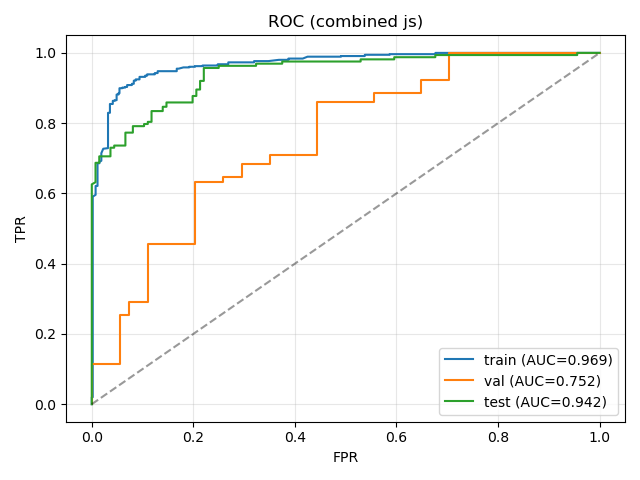 ROC (combined js)
1.0
0.8
0.6
0.4
0.2
0.0
TPR
0.0 0.2 0.4 0.6 0.8 1.0
FPR
train (AUC=0.969)
val (AUC=0.752)
test (AUC=0.942)